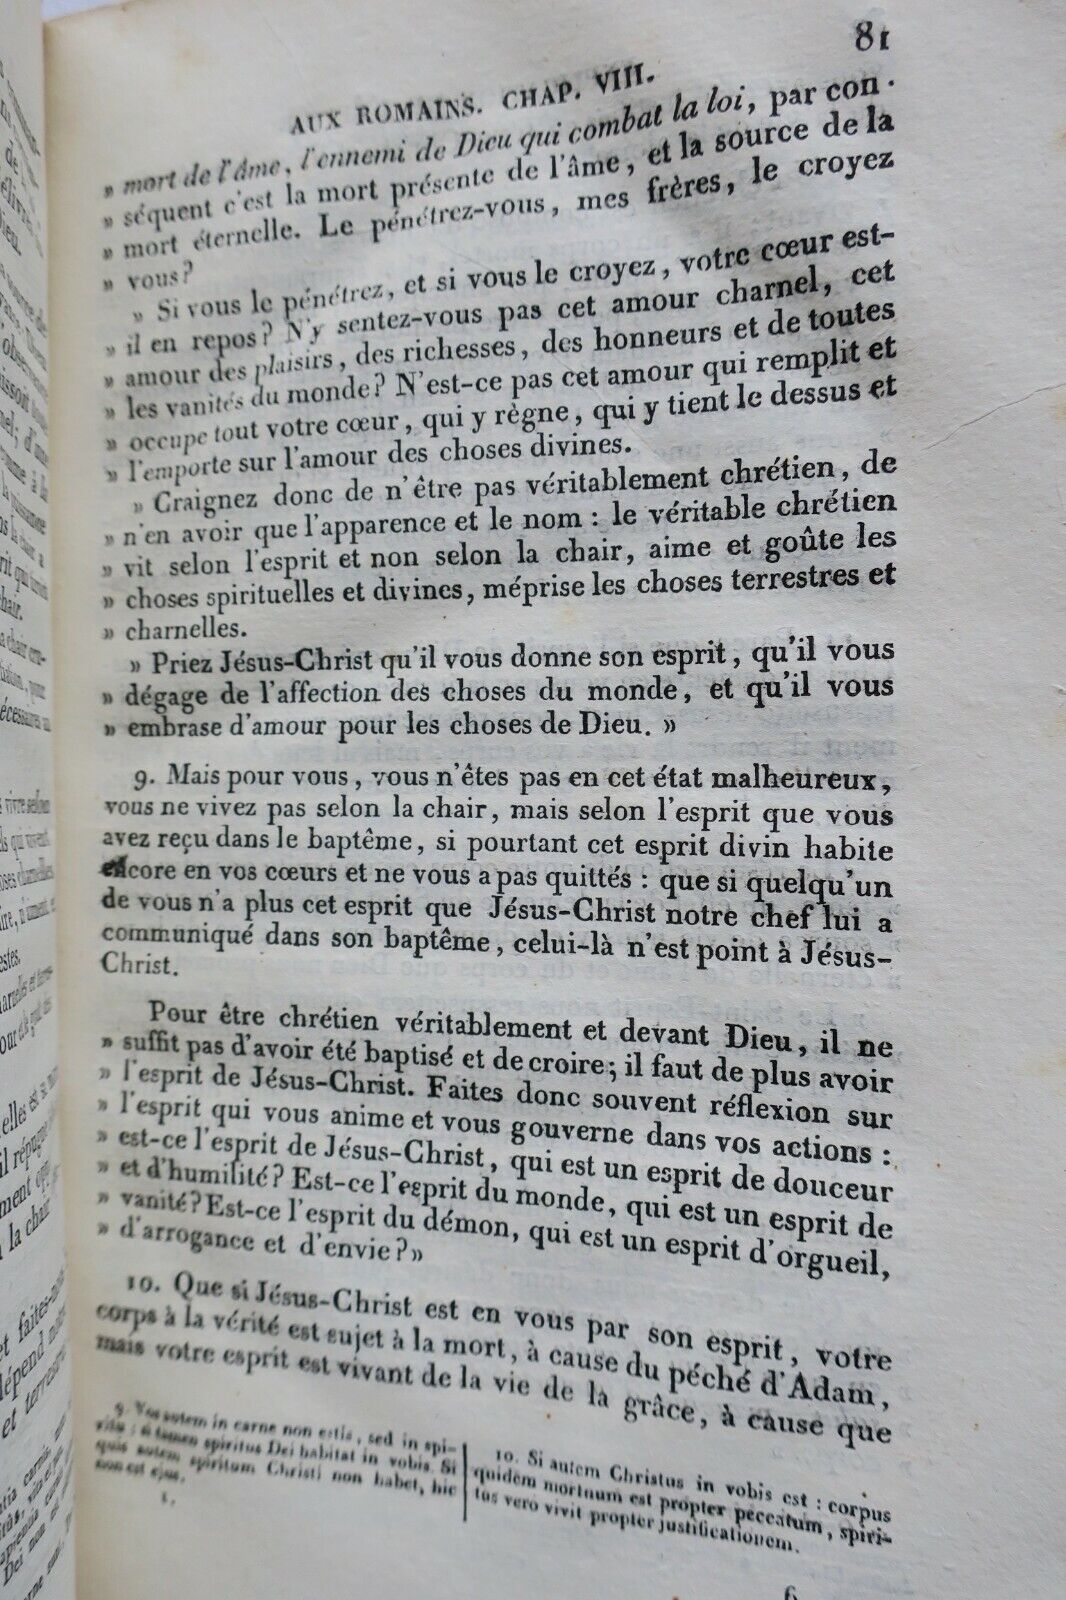 81
AUX ROMAINS. CHAP. VIII.
» mort de l'âme, l'ennemi de Dieu qui combat la loi, par con-
» séquent c'est la mort présente de l'âme, et la source de la
» mort éternelle. Le pénétrez-vous, mes frères, le croyez
» vous?
» Si vous le pénétrez, et si vous le croyez, votre cœur est-
» il en repos? N'y sentez-vous pas cet amour charnel, cet
» amour des plaisirs, des richesses, des honneurs et de toutes
» les vanités du monde? N'est-ce pas cet amour qui remplit et
» occupe tout votre cœur, qui y règne, qui y tient le dessus et
» l'emporte sur l'amour des choses divines.
» Craignez donc de n'être pas véritablement chrétien, de
» n'en avoir que l'apparence et le nom : le véritable chrétien
» vit selon l'esprit et non selon la chair, aime et goûte les
» choses spirituelles et divines, méprise les choses terrestres et
» charnelles.
» Priez Jésus-Christ qu'il vous donne son esprit, qu'il vous
» dégage de l'affection des choses du monde, et qu'il vous
» embrase d'amour pour les choses de Dieu. »
9. Mais pour vous, vous n'êtes pas en cet état malheureux,
vous ne vivez pas selon la chair, mais selon l'esprit que vous
avez reçu dans le baptême, si pourtant cet esprit divin habite
encore en vos cœurs et ne vous a pas quittés : que si quelqu'un
de vous n'a plus cet esprit que Jésus-Christ notre chef lui a
communiqué dans son baptême, celui-là n'est point à Jésus-
Christ.
Pour être chrétien véritablement et devant Dieu, il ne
» suffit pas d'avoir été baptisé et de croire; il faut de plus avoir
» l'esprit de Jésus-Christ. Faites donc souvent réflexion sur
» l'esprit qui vous anime et vous gouverne dans vos actions :
» est-ce l'esprit de Jésus-Christ, qui est un esprit de douceur
» et d'humilité? Est-ce l'esprit du monde, qui est un esprit de
» vanité? Est-ce l'esprit du démon, qui est un esprit d'orgueil,
» d'arrogance et d'envie?»
10. Que si Jésus-Christ est en vous par son esprit, votre
corps à la vérité est sujet à la mort, à cause du péché d'Adam,
mais votre esprit est vivant de la vie de la grâce, à cause que
9. Vos autem in carne non estis, sed in spi-
ritu : si tamen spiritus Dei habitat in vobis. Si
quis autem spiritum Christi non habet, hic
non est ejus.
1.
10. Si autem Christus in vobis est : corpus
quidem mortuum est propter peccatum, spiri-
tus vero vivit propter justificationem.
6